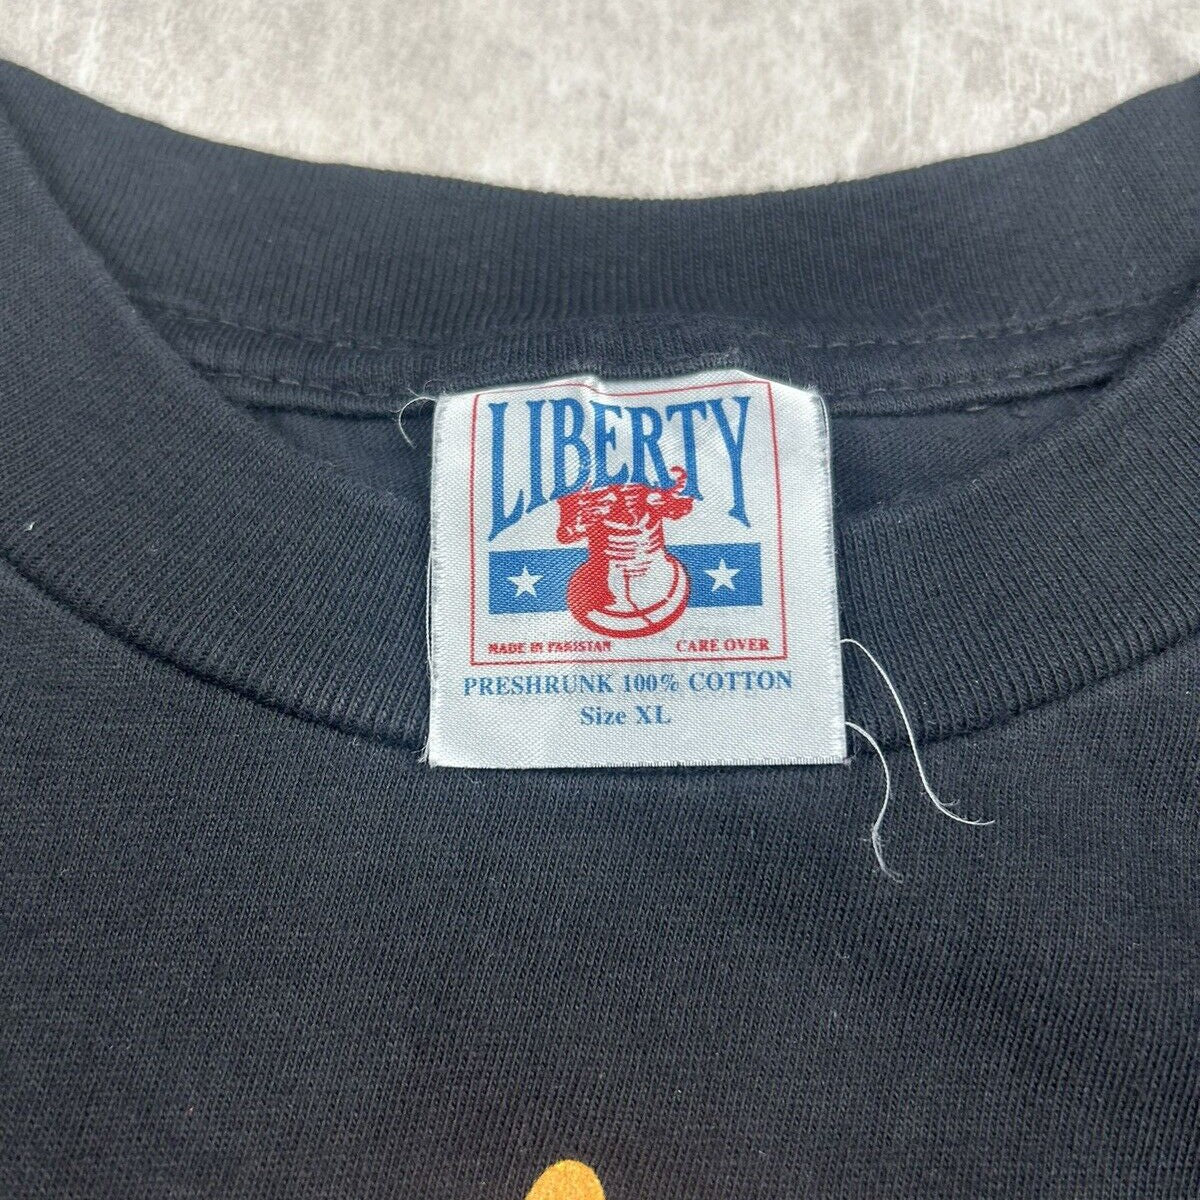 LIBERTY
MADE IN PAKISTAN CARE OVER
PRESHRUNK 100% COTTON
Size XL